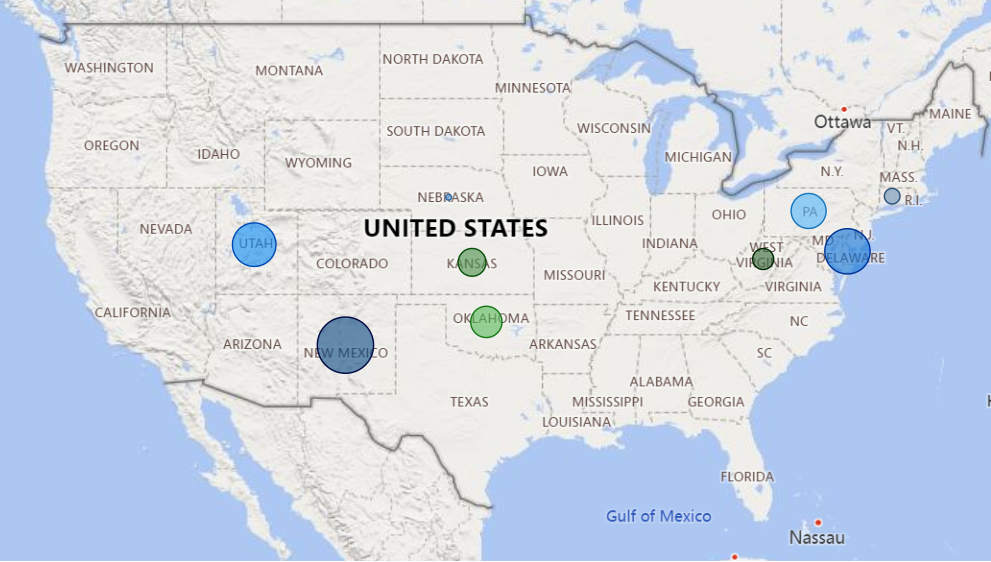 WASHINGTON
MONTANA
NORTH DAKOTA
MINNESOTA
Ottawa
VT.
MAINE
OREGON
IDAHO
WYOMING
SOUTH DAKOTA
WISCONSIN
MICHIGAN
N.H.
N.Y.
MASS.
R.I.
IOWA
NEBRASKA
NEVADA
UTAH
UNITED STATES
ILLINOIS
OHIO
PA
COLORADO
KANSAS
INDIANA
WEST
VIRGINIA
MD
N.J.
DELAWARE
MISSOURI
KENTUCKY
VIRGINIA
CALIFORNIA
ARIZONA
NEW MEXICO
OKLAHOMA
ARKANSAS
TENNESSEE
NC
SC
TEXAS
ALABAMA
MISSISSIPPI
GEORGIA
LOUISIANA
FLORIDA
Gulf of Mexico
Nassau